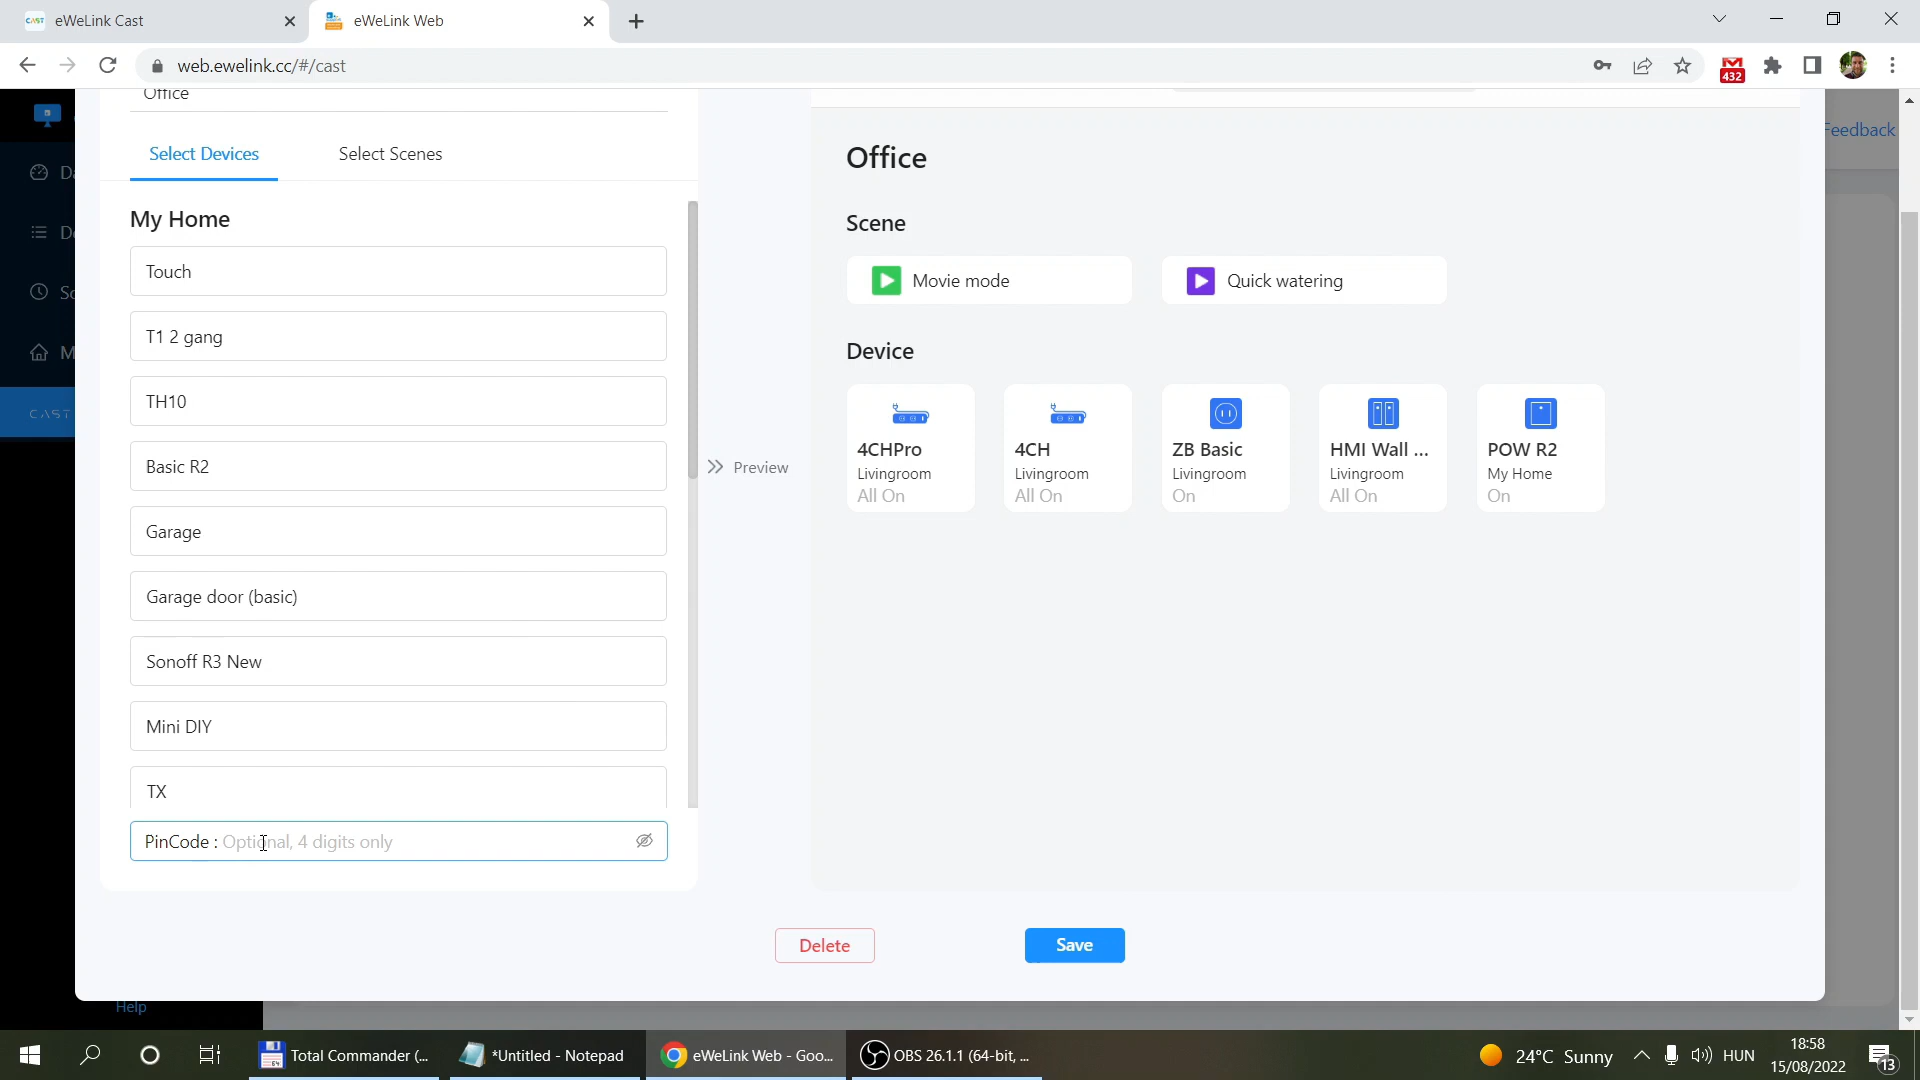 eWeLink Cast
eWeLink Web
web.ewelink.cc/#/cast
432
Feedback
Office
Select Devices
Select Scenes
My Home
Touch
T1 2 gang
TH10
Basic R2
Garage
Garage door (basic)
Sonoff R3 New
Mini DIY
TX
PinCode : Optional, 4 digits only
CAST
Preview
Office
Scene
Movie mode
Quick watering
Device
4CHPro
Livingroom
All On
4CH
Livingroom
All On
ZB Basic
Livingroom
On
HMI Wall ...
Livingroom
All On
POW R2
My Home
On
Delete
Save
Help
Total Commander (...
*Untitled - Notepad
eWeLink Web - Goo...
OBS 26.1.1 (64-bit, ...
24°C Sunny
HUN
18:58
15/08/2022
13